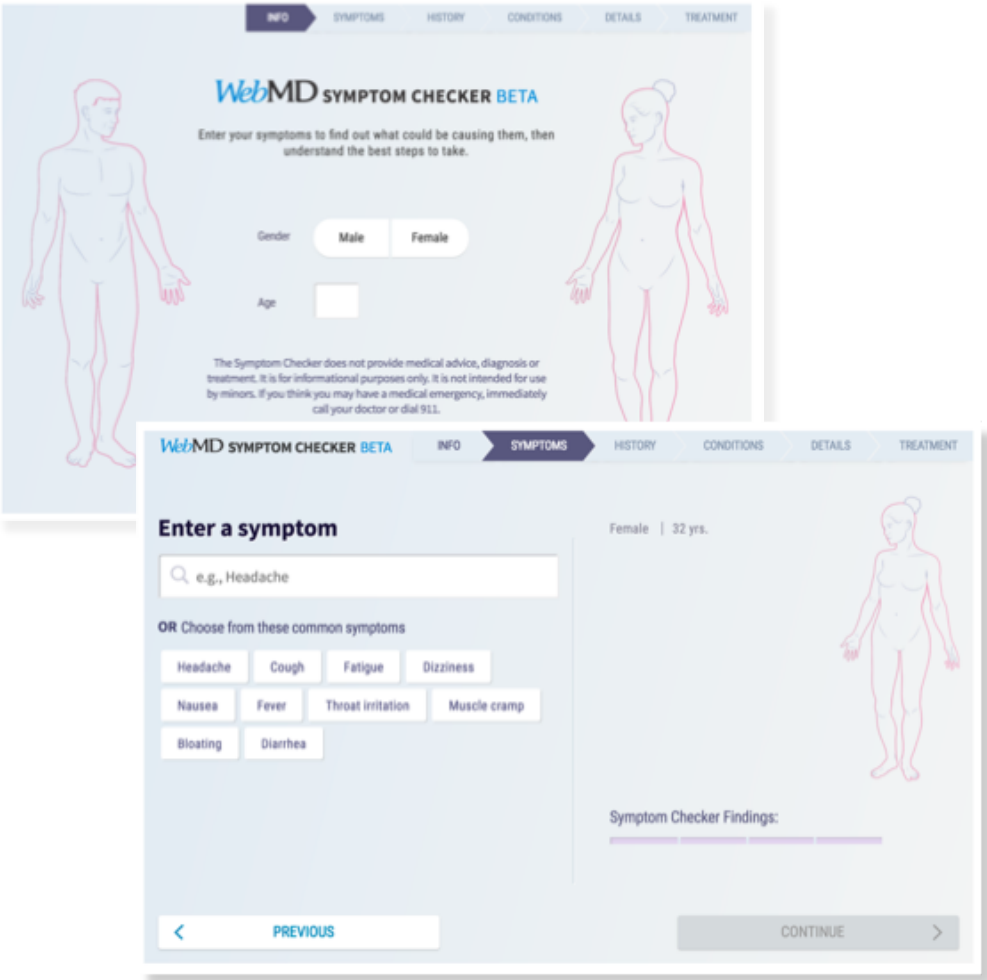 INFO SYMPTOMS HISTORY CONDITIONS DETAILS TREATMENT
WebMD SYMPTOM CHECKER BETA
Enter your symptoms to find out what could be causing them, then
understand the best steps to take.
Gender Male Female
Age
The Symptom Checker does not provide medical advice, diagnosis or
treatment. It is for informational purposes only. It is not intended for use
by minors. If you think you may have a medical emergency, immediately
call your doctor or dial 911.
WebMD SYMPTOM CHECKER BETA INFO SYMPTOMS HISTORY CONDITIONS DETAILS TREATMENT
Enter a symptom
Female | 32 yrs.
e.g., Headache
OR Choose from these common symptoms
Headache Cough Fatigue Dizziness
Nausea Fever Throat irritation Muscle cramp
Bloating Diarrhea
Symptom Checker Findings:
PREVIOUS CONTINUE